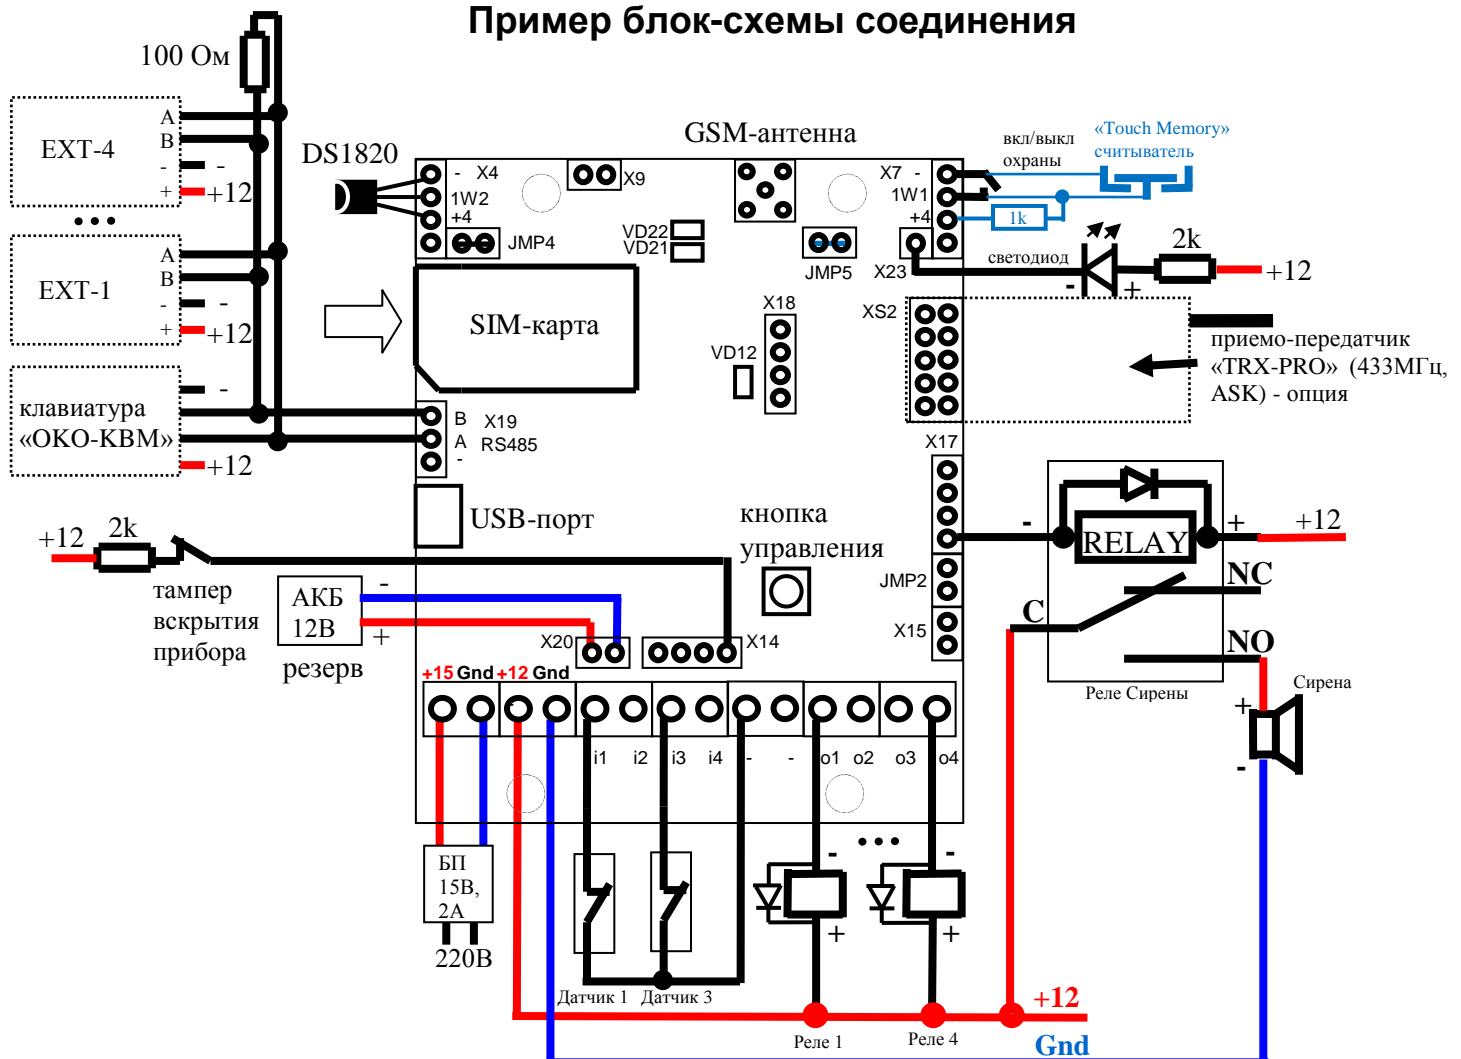 Пример блок-схемы соединения
100 Ом
A
B
EXT-4
-
-
+
+12
...
A
B
EXT-1
-
-
+
+12
-
клавиатура
«ОКО-КВМ»
+12
DS1820
- X4
1W2
+4
JMP4
X9
GSM-антенна
VD22
VD21
JMP5
X7 -
1W1
+4
X23
вкл/выкл
охраны
«Touch Memory»
считыватель
1k
светодиод
-
+
2k
+12
SIM-карта
X18
VD12
XS2
приемо-передатчик
«TRX-PRO» (433МГц,
ASK) - опция
B X19
A RS485
-
X17
USB-порт
кнопка
управления
JMP2
X15
+12
2k
тампер
вскрытия
прибора
АКБ
12В
-
+
резерв
X20
X14
-
RELAY
+
+12
NC
C
NO
Реле Сирены
Сирена
+
-
+15 Gnd +12 Gnd
i1 i2 i3 i4 - - o1 o2 o3 o4
БП
15В,
2А
220В
Датчик 1 Датчик 3
...
-
+
-
+
Реле 1
Реле 4
+12
Gnd